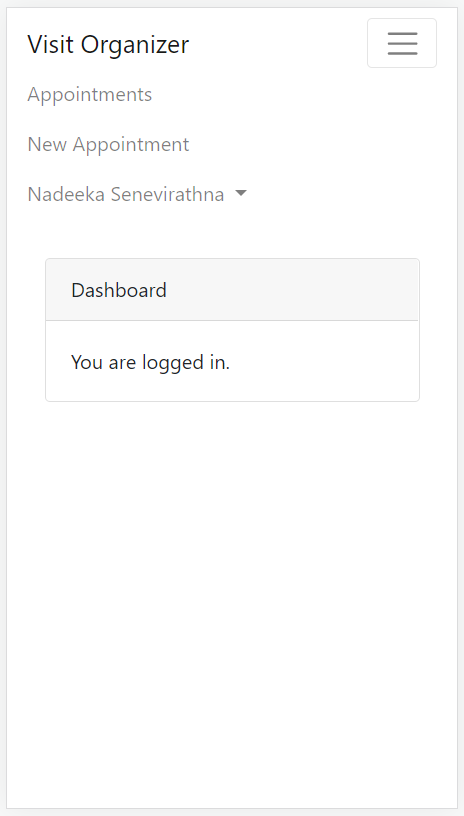 Visit Organizer
Appointments
New Appointment
Nadeeka Senevirathna
Dashboard
You are logged in.